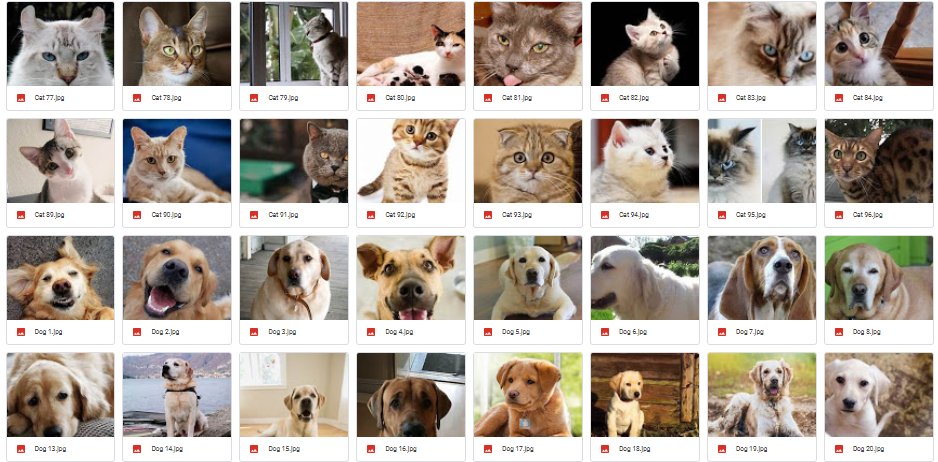 Cat 77.jpg
Cat 78.jpg
Cat 79.jpg
Cat 80.jpg
Cat 81.jpg
Cat 82.jpg
Cat 83.jpg
Cat 84.jpg
Cat 89.jpg
Cat 90.jpg
Cat 91.jpg
Cat 92.jpg
Cat 93.jpg
Cat 94.jpg
Cat 95.jpg
Cat 96.jpg
Dog 1.jpg
Dog 2.jpg
Dog 3.jpg
Dog 4.jpg
Dog 5.jpg
Dog 6.jpg
Dog 7.jpg
Dog 8.jpg
Dog 13.jpg
Dog 14.jpg
Dog 15.jpg
Dog 16.jpg
Dog 17.jpg
Dog 18.jpg
Dog 19.jpg
Dog 20.jpg